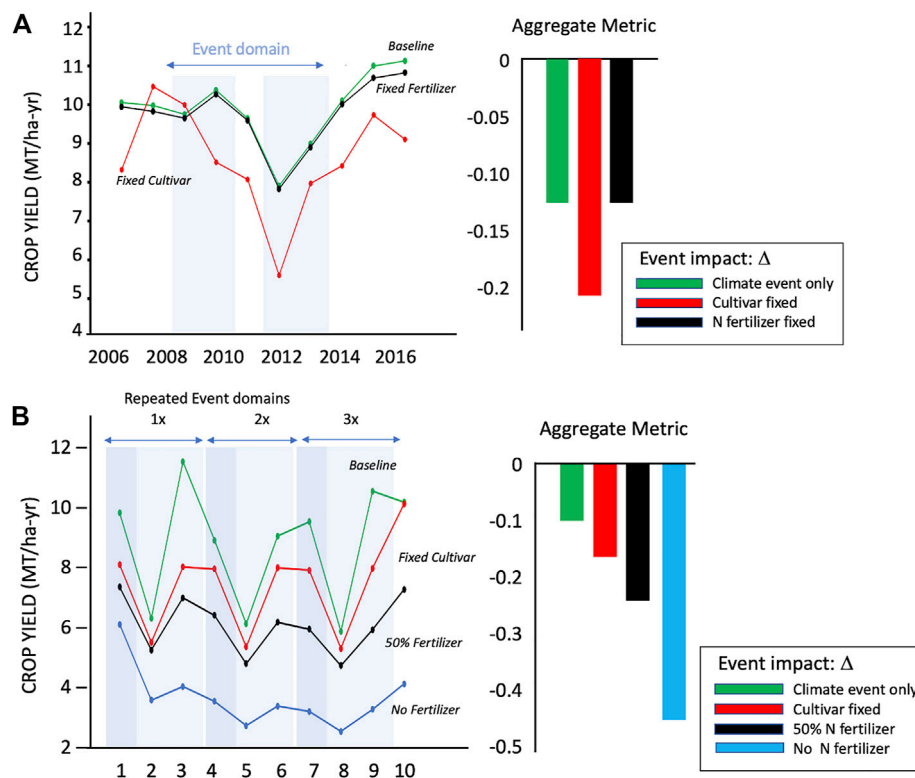 A
CROP YIELD (MT/ha-yr)
12
11
10
9
8
7
6
5
4
Event domain
Baseline
Fixed Fertilizer
Fixed Cultivar
2006 2008 2010 2012 2014 2016
Aggregate Metric
0
-0.05
-0.10
-0.15
-0.2
Event impact: Δ
Climate event only
Cultivar fixed
N fertilizer fixed
B
Repeated Event domains
1x 2x 3x
CROP YIELD (MT/ha-yr)
12
10
8
6
4
2
Baseline
Fixed Cultivar
50% Fertilizer
No Fertilizer
1 2 3 4 5 6 7 8 9 10
Aggregate Metric
0
-0.1
-0.2
-0.3
-0.4
-0.5
Event impact: Δ
Climate event only
Cultivar fixed
50% N fertilizer
No N fertilizer